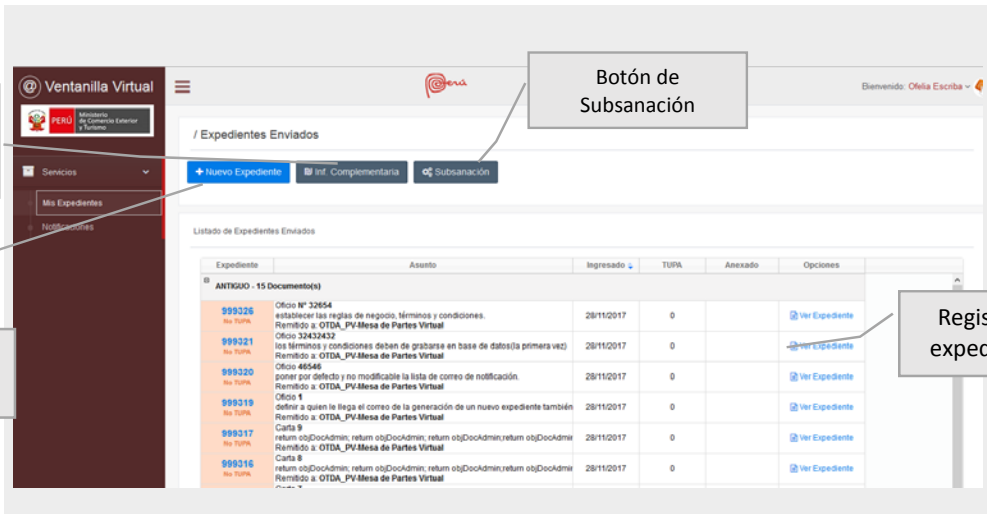 Botón de
Subsanación
@ Ventanilla Virtual
Perú
Bienvenido: Ofelia Escriba
PERÚ
Ministerio
de Comercio Exterior
y Turismo
/ Expedientes Enviados
Servicios
+ Nuevo Expediente
Inf. Complementaria
Subsanación
Mis Expedientes
Notificaciones
Listado de Expedientes Enviados
Expediente Asunto Ingresado TUPA Anexado Opciones
ANTIGUO - 15 Documento(s)
999326
No TUPA
Oficio Nº 32654
establecer las reglas de negocio, términos y condiciones.
Remitido a: OTDA_PV-Mesa de Partes Virtual
28/11/2017 0 Ver Expediente
999321
No TUPA
Oficio 32432432
los términos y condiciones deben de grabarse en base de datos(la primera vez)
Remitido a: OTDA_PV-Mesa de Partes Virtual
28/11/2017 0 Ver Expediente
999320
No TUPA
Oficio 46546
poner por defecto y no modificable la lista de correo de notificación.
Remitido a: OTDA_PV-Mesa de Partes Virtual
28/11/2017 0 Ver Expediente
999319
No TUPA
Oficio 1
definir a quien le llega el correo de la generación de un nuevo expediente también
Remitido a: OTDA_PV-Mesa de Partes Virtual
28/11/2017 0 Ver Expediente
999317
No TUPA
Carta 9
return objDocAdmin; return objDocAdmin; return objDocAdmin;return objDocAdmin
Remitido a: OTDA_PV-Mesa de Partes Virtual
28/11/2017 0 Ver Expediente
999316
No TUPA
Carta 8
return objDocAdmin; return objDocAdmin; return objDocAdmin;return objDocAdmin
Remitido a: OTDA_PV-Mesa de Partes Virtual
28/11/2017 0 Ver Expediente
Regis
exped